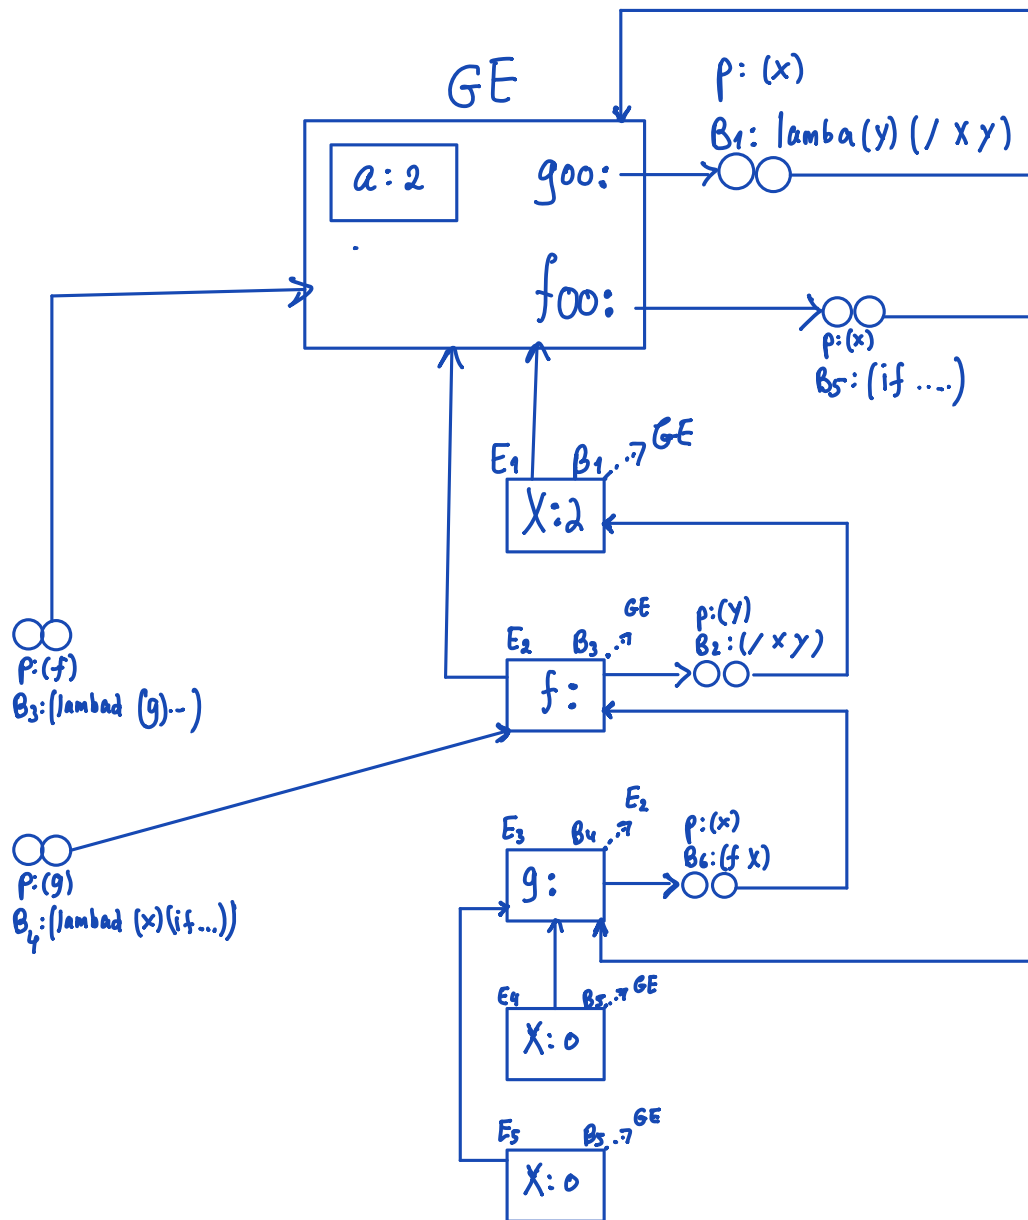 GE
p: (x)
B1: lamba(y) (/ x y)
a: 2
goo:
foo:
p:(x)
B5: (if ....)
E1 B1 GE
X:2
P:(f)
B3:(lambad (g)...)
E2 B3 GE
p:(y)
B2:(/ x y)
f:
P:(g)
B4:(lambad (x)(if...))
E3 B4 E2
p:(x)
B6:(f x)
g:
E4 B5 GE
X: 0
E5 B5 GE
X: 0